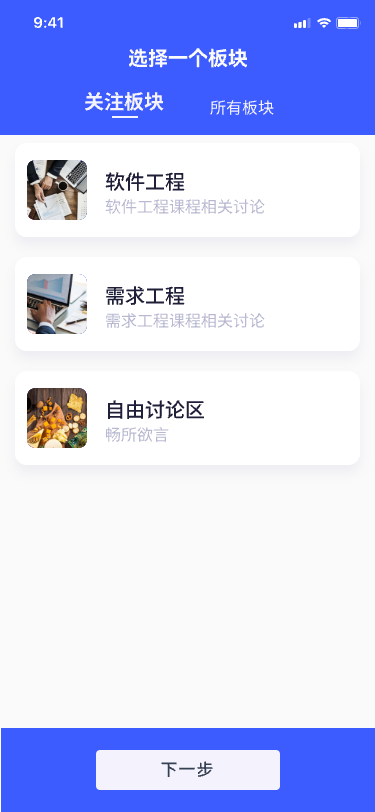 9:41
选择一个板块
关注板块
所有板块
软件工程
软件工程课程相关讨论
需求工程
需求工程课程相关讨论
自由讨论区
畅所欲言
下一步